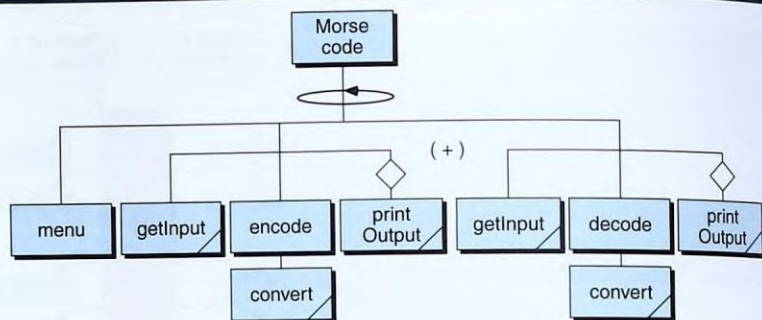 Morse
code
( + )
menu
getInput
encode
print
Output
getInput
decode
print
Output
convert
convert